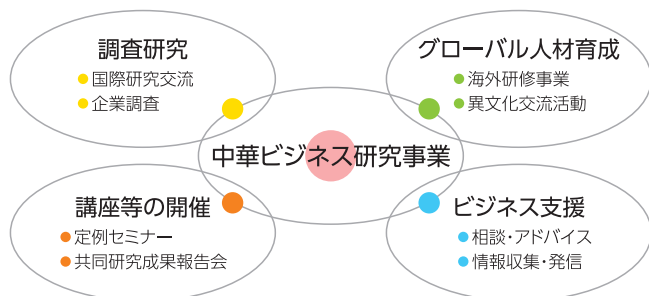 調査研究
● 国際研究交流
● 企業調査
グローバル人材育成
● 海外研修事業
● 異文化交流活動
中華ビジネス研究事業
講座等の開催
● 定例セミナー
● 共同研究成果報告会
ビジネス支援
● 相談・アドバイス
● 情報収集・発信